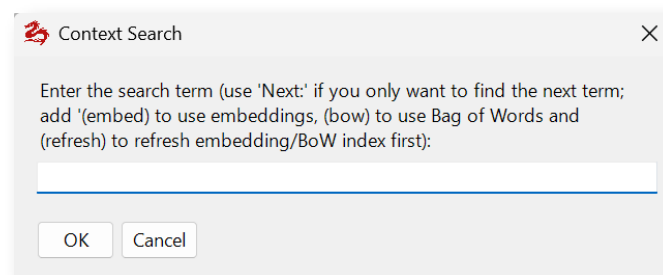 Context Search
Enter the search term (use 'Next:' if you only want to find the next term;
add '(embed) to use embeddings, (bow) to use Bag of Words and
(refresh) to refresh embedding/BoW index first):
OK Cancel